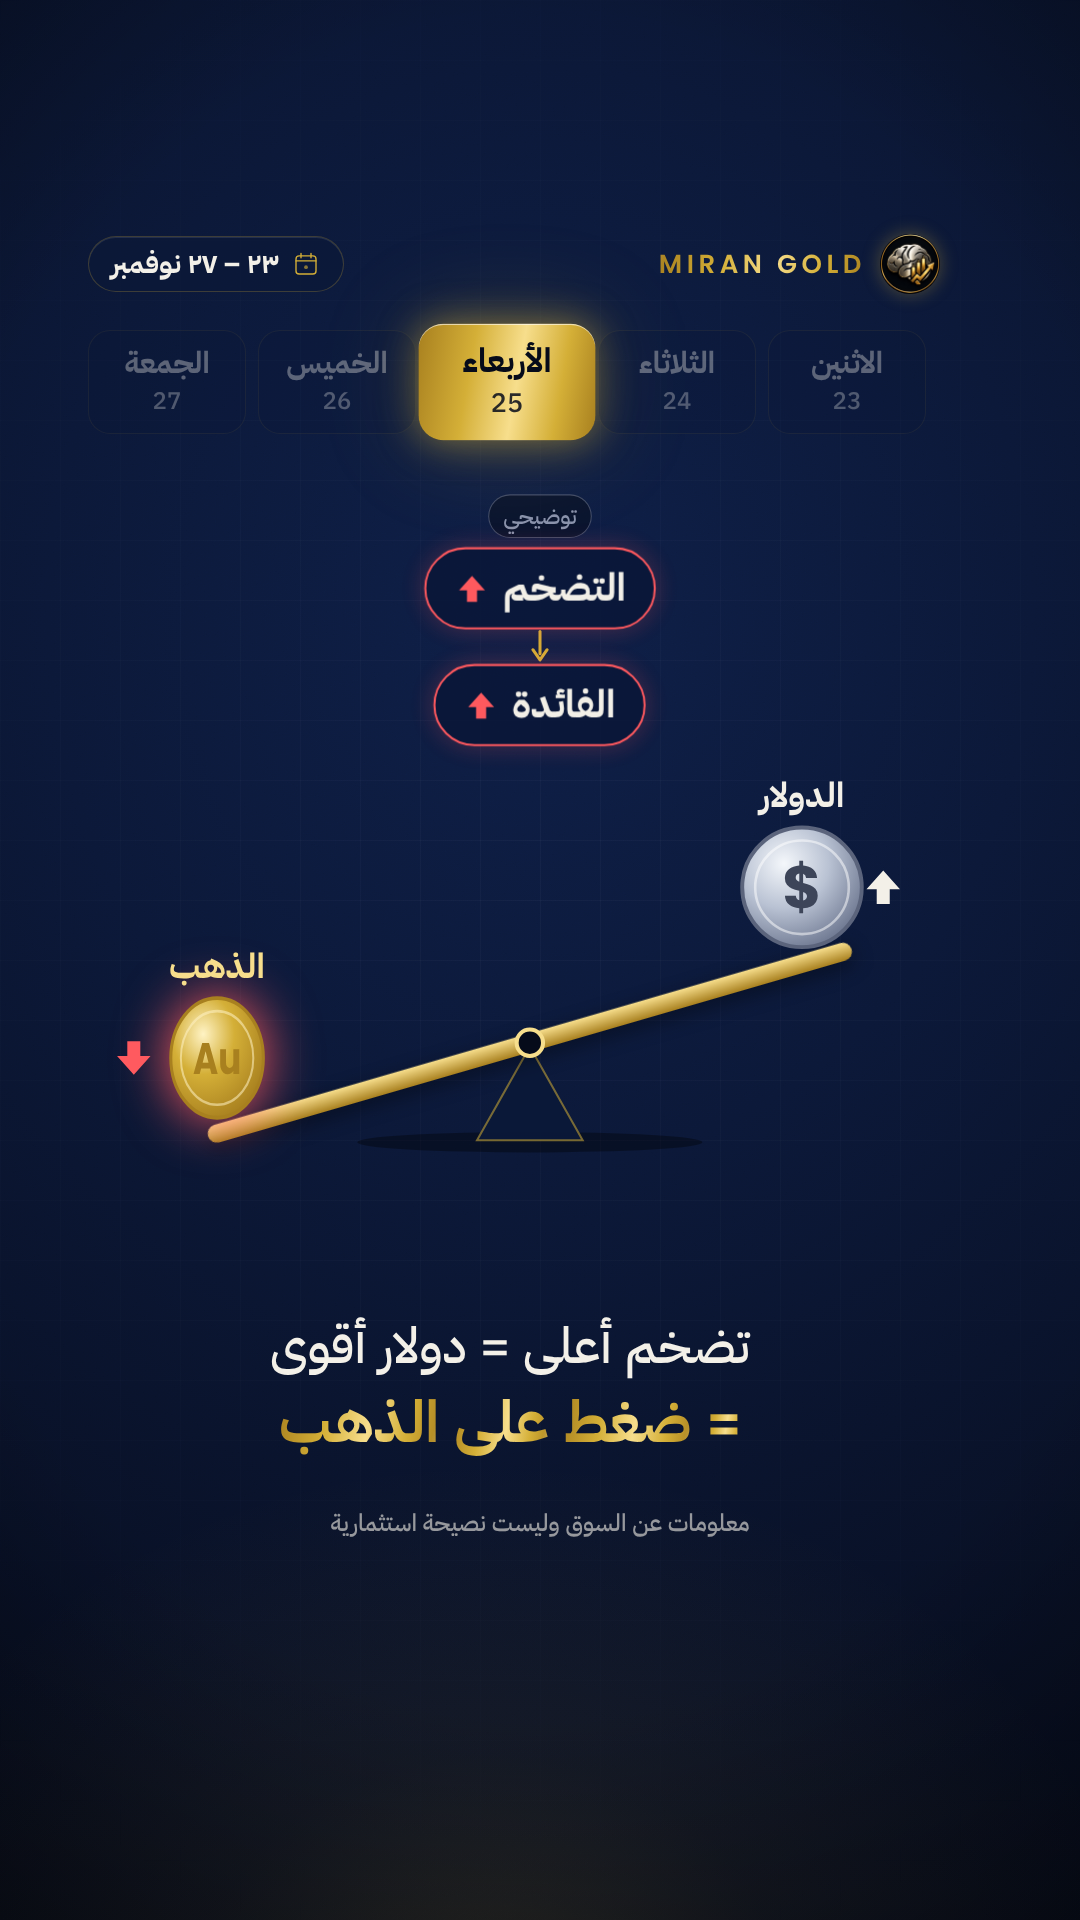 MIRAN GOLD
٢٣ – ٢٧ نوفمبر
الاثنين
23
الثلاثاء
24
الأربعاء
25
الخميس
26
الجمعة
27
توضيحي
التضخم
الفائدة
الدولار
$
الذهب
Au
تضخم أعلى = دولار أقوى
= ضغط على الذهب
معلومات عن السوق وليست نصيحة استثمارية